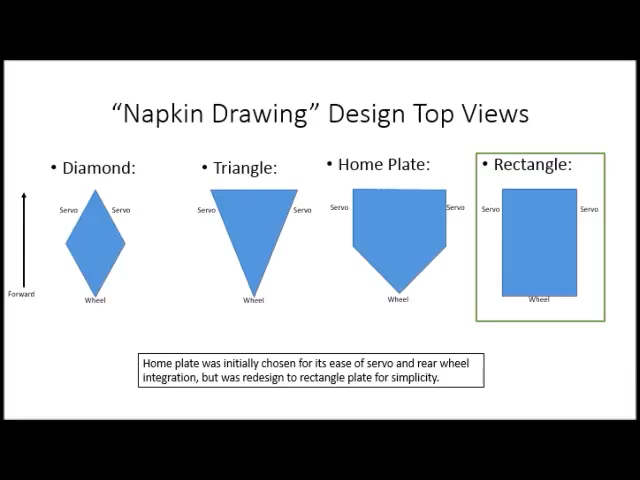 “Napkin Drawing” Design Top Views
• Diamond:
• Triangle:
• Home Plate:
• Rectangle:
Servo
Servo
Servo
Servo
Servo
Servo
Servo
Servo
Forward
Wheel
Wheel
Wheel
Wheel
Home plate was initially chosen for its ease of servo and rear wheel
integration, but was redesign to rectangle plate for simplicity.